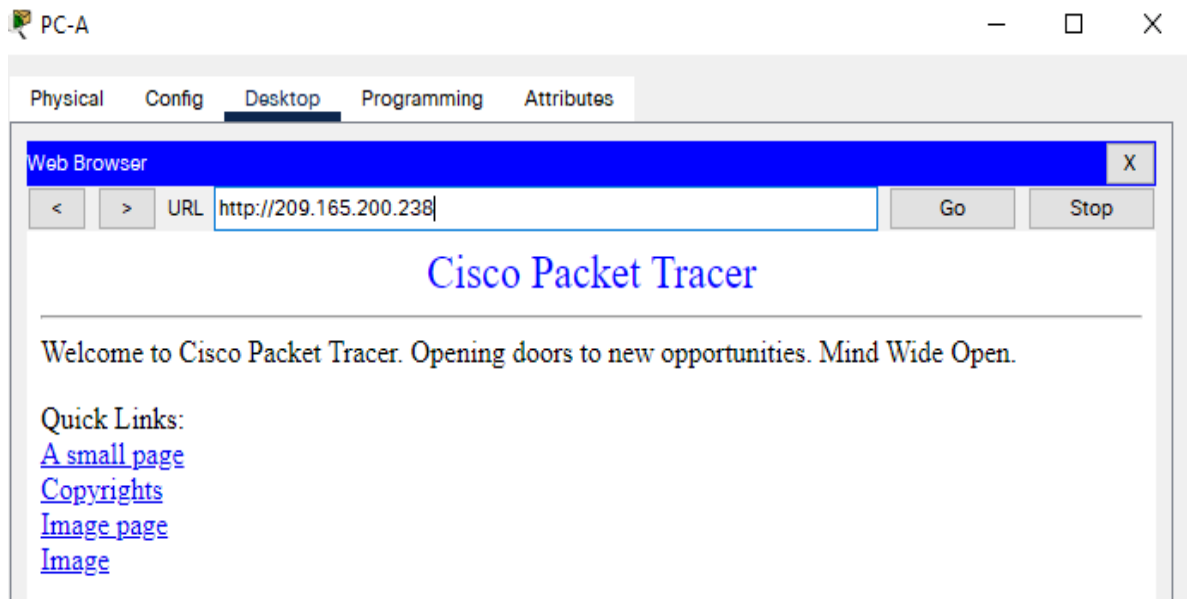 PC-A
Physical Config Desktop Programming Attributes
Web Browser X
< > URL http://209.165.200.238 Go Stop
Cisco Packet Tracer
Welcome to Cisco Packet Tracer. Opening doors to new opportunities. Mind Wide Open.
Quick Links:
A small page
Copyrights
Image page
Image